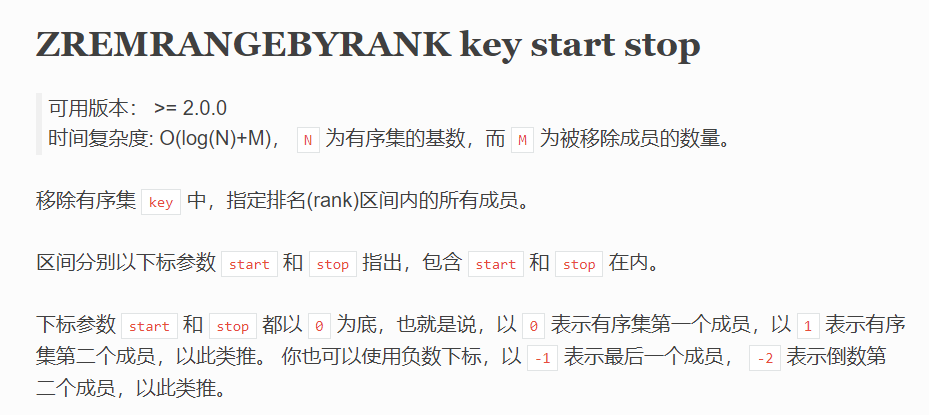 ZREMRANGEBYRANK key start stop
可用版本： >= 2.0.0
时间复杂度: O(log(N)+M)， N 为有序集的基数，而 M 为被移除成员的数量。
移除有序集 key 中，指定排名(rank)区间内的所有成员。
区间分别以下标参数 start 和 stop 指出，包含 start 和 stop 在内。
下标参数 start 和 stop 都以 0 为底，也就是说，以 0 表示有序集第一个成员，以 1 表示有序
集第二个成员，以此类推。 你也可以使用负数下标，以 -1 表示最后一个成员， -2 表示倒数第
二个成员，以此类推。